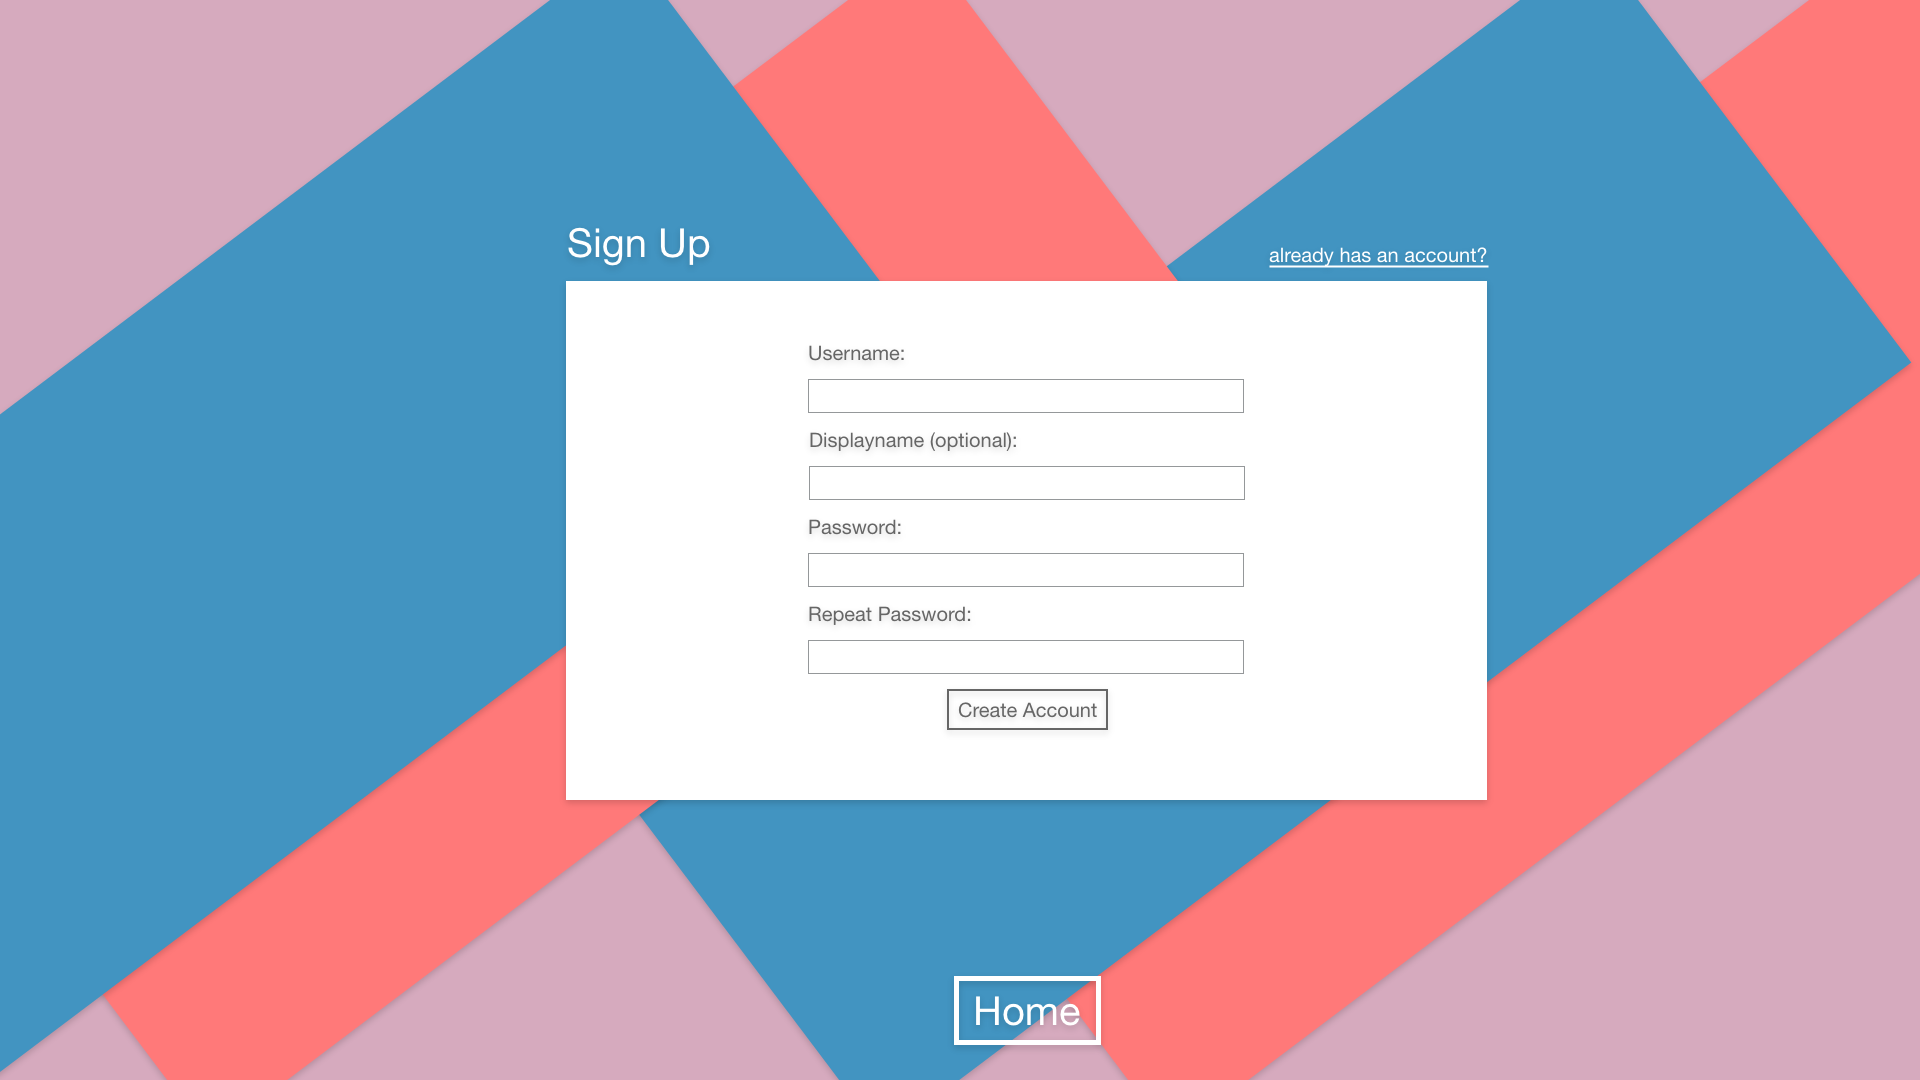 Sign Up
already has an account?
Username:
Displayname (optional):
Password:
Repeat Password:
Create Account
Home